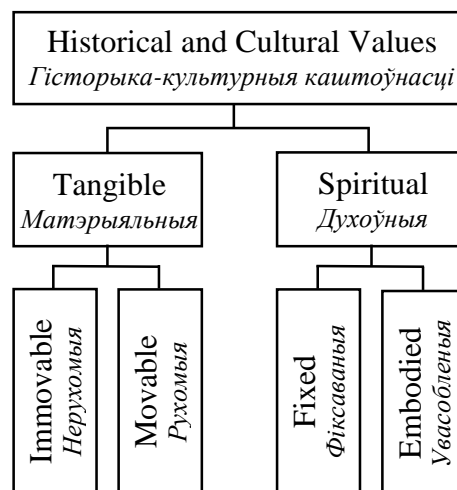 Historical and Cultural Values
Гісторыка-культурныя каштоўнасці
Tangible
Матэрыяльныя
Spiritual
Духоўныя
Immovable
Нерухомыя
Movable
Рухомыя
Fixed
Фіксаваныя
Embodied
Увасобленыя